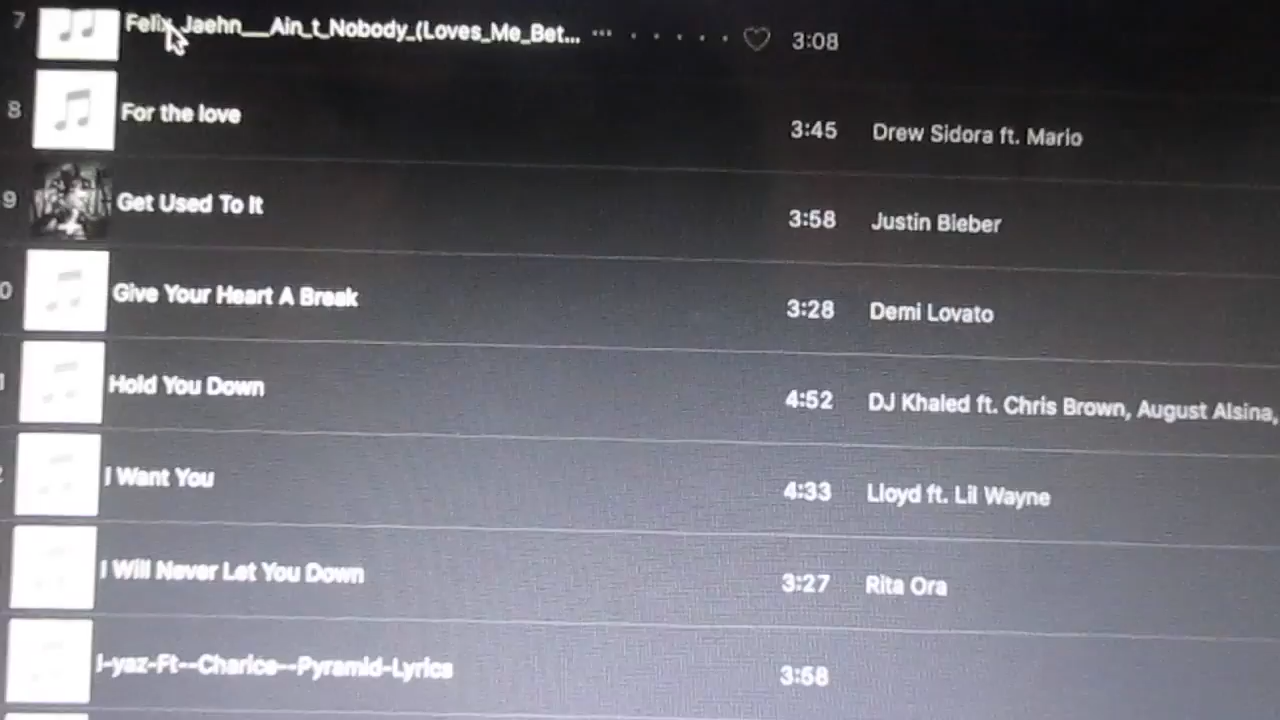 7 Felix_Jaehn__Ain_t_Nobody_(Loves_Me_Bet... ... 3:08
8 For the love 3:45 Drew Sidora ft. Mario
9 Get Used To It 3:58 Justin Bieber
0 Give Your Heart A Break 3:28 Demi Lovato
Hold You Down 4:52 DJ Khaled ft. Chris Brown, August Alsina,
I Want You 4:33 Lloyd ft. Lil Wayne
I Will Never Let You Down 3:27 Rita Ora
I-yaz-Ft--Charice--Pyramid-Lyrics 3:58